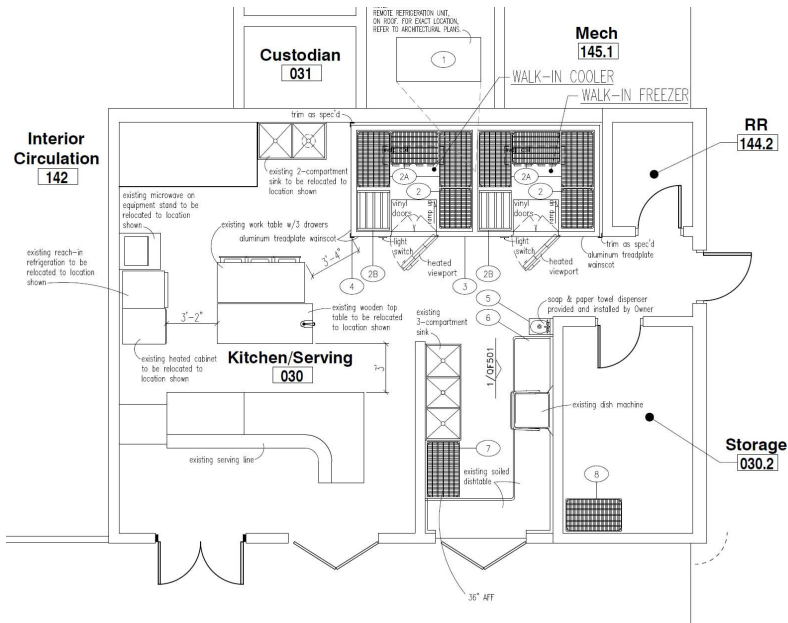 REMOTE REFRIGERATION UNIT,
ON ROOF. FOR EXACT LOCATION,
REFER TO ARCHITECTURAL PLANS.
1
Custodian
031
Mech
145.1
WALK-IN COOLER
WALK-IN FREEZER
RR
144.2
Interior
Circulation
142
trim as spec'd
existing 2-compartment
sink to be relocated to
location shown
existing microwave on
equipment stand to be
relocated to location
shown
existing work table w/3 drawers
aluminum treadplate wainscot
existing reach-in
refrigeration to be
relocated to location
shown
2A
2
vinyl
doors
ramp up
2A
2
vinyl
doors
ramp up
light
switch
heated
viewport
light
switch
heated
viewport
trim as spec'd
aluminum treadplate
wainscot
2B
4
3
2B
3'-4"
3'-2"
existing wooden top
table to be relocated
to location shown
existing heated cabinet
to be relocated to
location shown
Kitchen/Serving
030
3'
existing
3-compartment
sink
5
6
soap & paper towel dispenser
provided and installed by Owner
1/QF501
existing dish machine
existing serving line
7
existing soiled
dishtable
8
Storage
030.2
36" AFF